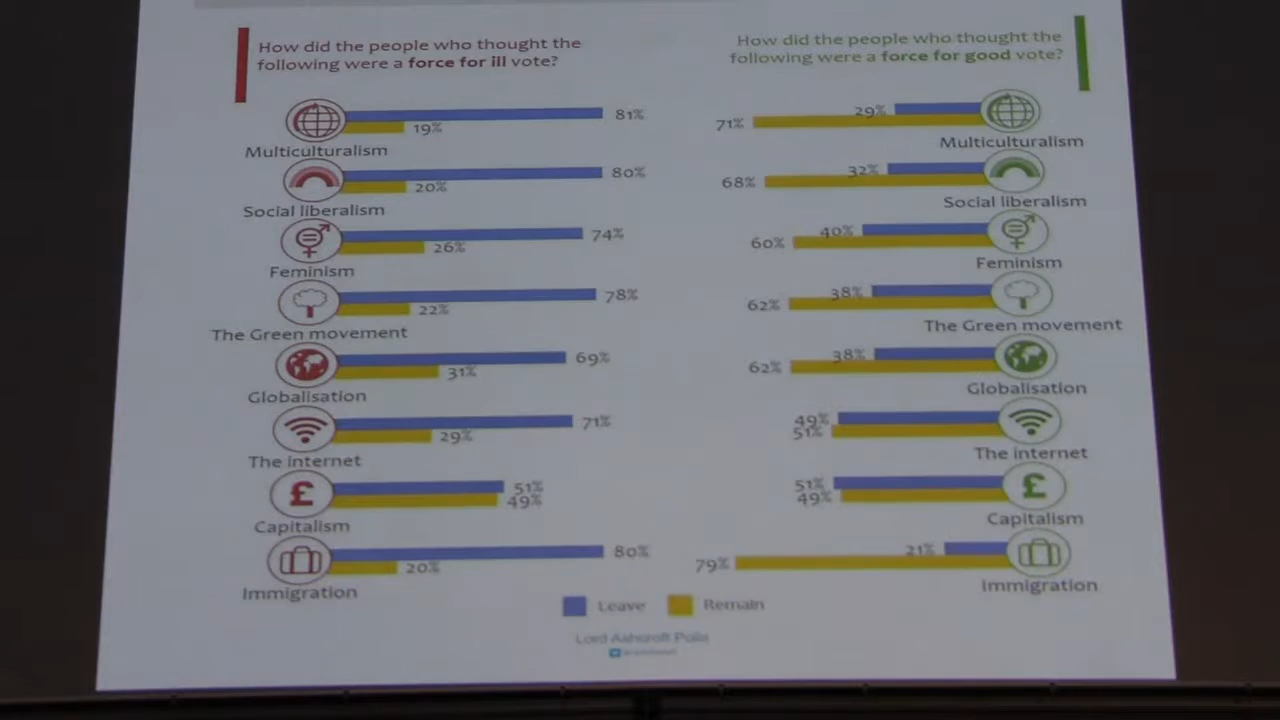 How did the people who thought the
following were a force for ill vote?
81%
19%
Multiculturalism
80%
20%
Social liberalism
74%
26%
Feminism
78%
22%
The Green movement
69%
31%
Globalisation
71%
29%
The internet
51%
49%
Capitalism
80%
20%
Immigration
How did the people who thought the
following were a force for good vote?
29%
71%
Multiculturalism
32%
68%
Social liberalism
40%
60%
Feminism
38%
62%
The Green movement
38%
62%
Globalisation
49%
51%
The internet
51%
49%
Capitalism
21%
79%
Immigration
Leave Remain
Lord Ashcroft Polls